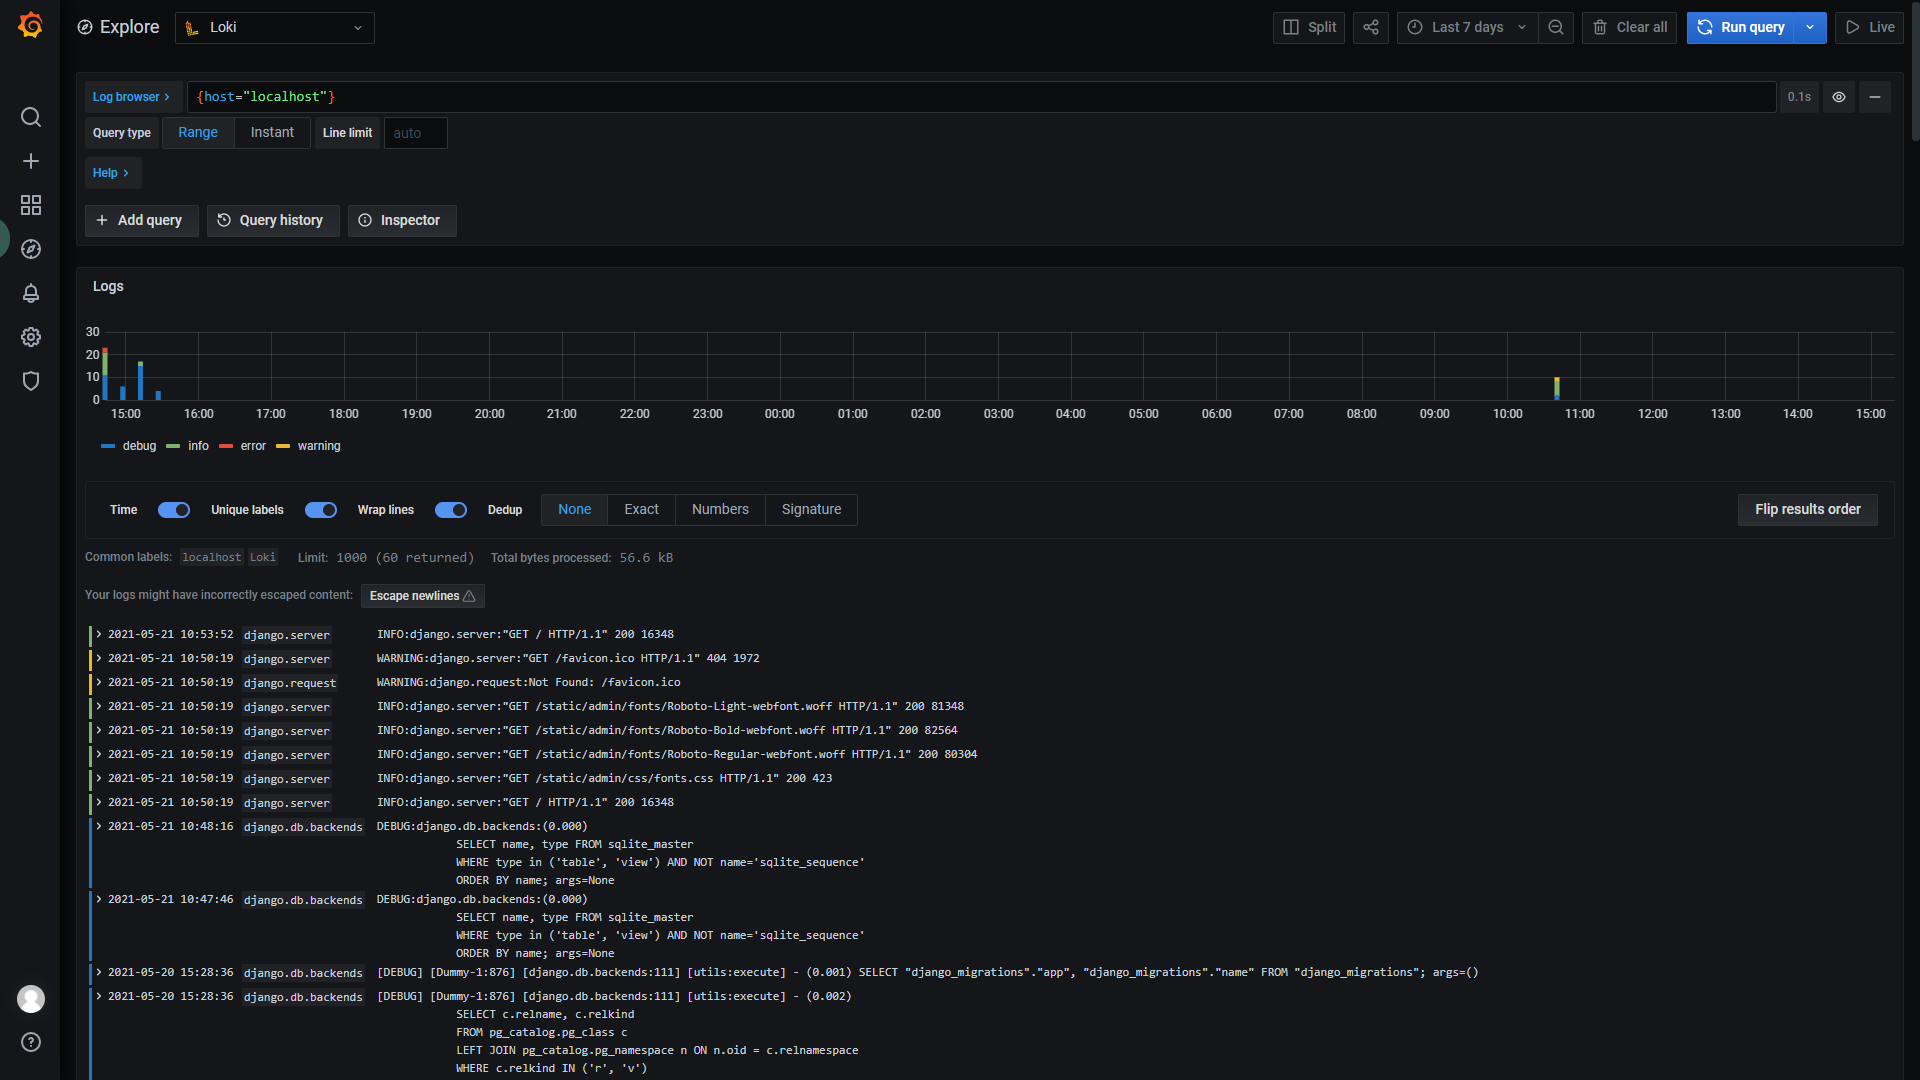 Explore Loki Split Last 7 days Clear all Run query Live
Log browser > {host="localhost"} 0.1s
Query type Range Instant Line limit auto
Help >
+ Add query Query history Inspector
Logs
30
20
10
0
15:00 16:00 17:00 18:00 19:00 20:00 21:00 22:00 23:00 00:00 01:00 02:00 03:00 04:00 05:00 06:00 07:00 08:00 09:00 10:00 11:00 12:00 13:00 14:00 15:00
debug info error warning
Time Unique labels Wrap lines Dedup None Exact Numbers Signature Flip results order
Common labels: localhost Loki Limit: 1000 (60 returned) Total bytes processed: 56.6 kB
Your logs might have incorrectly escaped content: Escape newlines
> 2021-05-21 10:53:52 django.server INFO:django.server:"GET / HTTP/1.1" 200 16348
> 2021-05-21 10:50:19 django.server WARNING:django.server:"GET /favicon.ico HTTP/1.1" 404 1972
> 2021-05-21 10:50:19 django.request WARNING:django.request:Not Found: /favicon.ico
> 2021-05-21 10:50:19 django.server INFO:django.server:"GET /static/admin/fonts/Roboto-Light-webfont.woff HTTP/1.1" 200 81348
> 2021-05-21 10:50:19 django.server INFO:django.server:"GET /static/admin/fonts/Roboto-Bold-webfont.woff HTTP/1.1" 200 82564
> 2021-05-21 10:50:19 django.server INFO:django.server:"GET /static/admin/fonts/Roboto-Regular-webfont.woff HTTP/1.1" 200 80304
> 2021-05-21 10:50:19 django.server INFO:django.server:"GET /static/admin/css/fonts.css HTTP/1.1" 200 423
> 2021-05-21 10:50:19 django.server INFO:django.server:"GET / HTTP/1.1" 200 16348
> 2021-05-21 10:48:16 django.db.backends DEBUG:django.db.backends:(0.000)
SELECT name, type FROM sqlite_master
WHERE type in ('table', 'view') AND NOT name='sqlite_sequence'
ORDER BY name; args=None
> 2021-05-21 10:47:46 django.db.backends DEBUG:django.db.backends:(0.000)
SELECT name, type FROM sqlite_master
WHERE type in ('table', 'view') AND NOT name='sqlite_sequence'
ORDER BY name; args=None
> 2021-05-20 15:28:36 django.db.backends [DEBUG] [Dummy-1:876] [django.db.backends:111] [utils:execute] - (0.001) SELECT "django_migrations"."app", "django_migrations"."name" FROM "django_migrations"; args=()
> 2021-05-20 15:28:36 django.db.backends [DEBUG] [Dummy-1:876] [django.db.backends:111] [utils:execute] - (0.002)
SELECT c.relname, c.relkind
FROM pg_catalog.pg_class c
LEFT JOIN pg_catalog.pg_namespace n ON n.oid = c.relnamespace
WHERE c.relkind IN ('r', 'v')